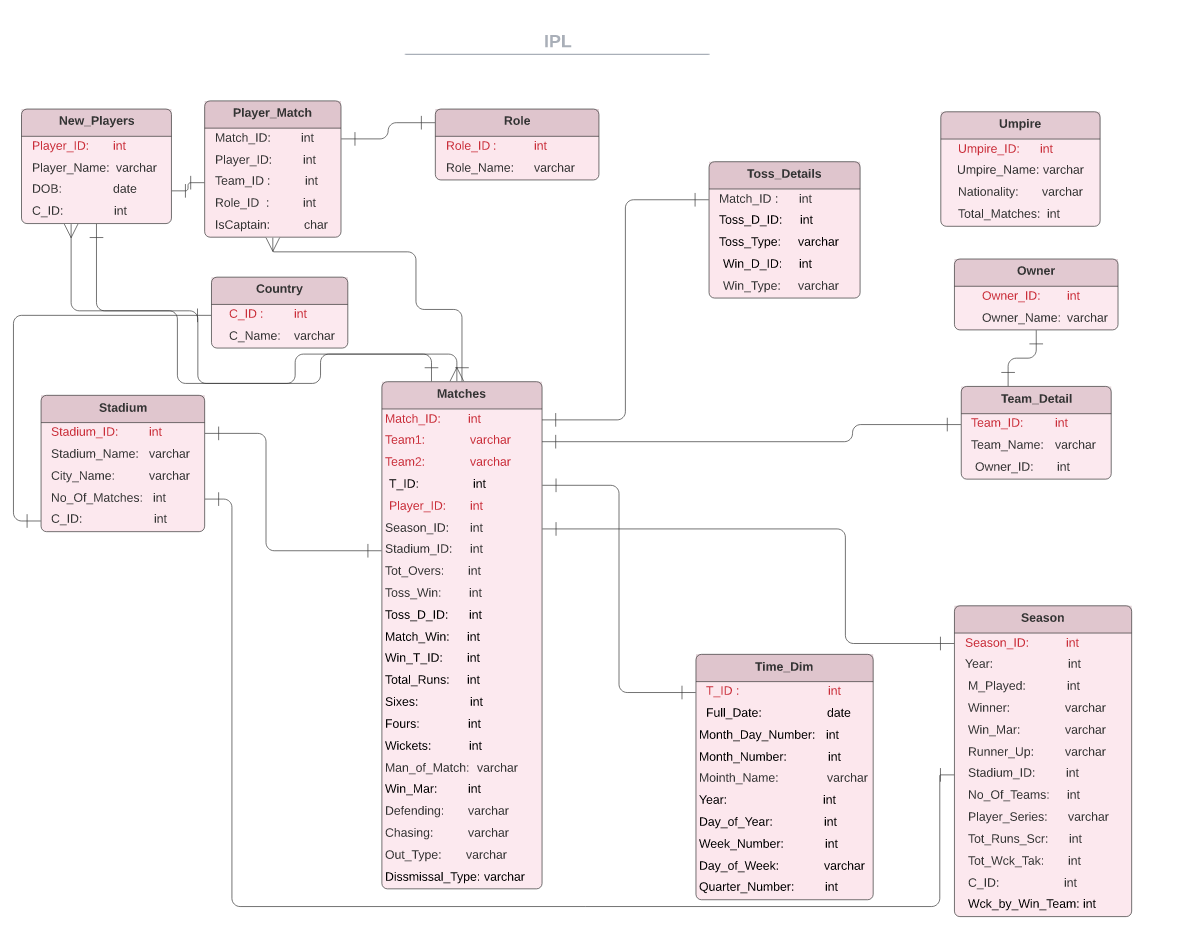 IPL
New_Players
Player_ID: int
Player_Name: varchar
DOB: date
C_ID: int
Player_Match
Match_ID: int
Player_ID: int
Team_ID : int
Role_ID : int
IsCaptain: char
Role
Role_ID : int
Role_Name: varchar
Toss_Details
Match_ID : int
Toss_D_ID: int
Toss_Type: varchar
Win_D_ID: int
Win_Type: varchar
Umpire
Umpire_ID: int
Umpire_Name: varchar
Nationality: varchar
Total_Matches: int
Owner
Owner_ID: int
Owner_Name: varchar
Country
C_ID : int
C_Name: varchar
Stadium
Stadium_ID: int
Stadium_Name: varchar
City_Name: varchar
No_Of_Matches: int
C_ID: int
Matches
Match_ID: int
Team1: varchar
Team2: varchar
T_ID: int
Player_ID: int
Season_ID: int
Stadium_ID: int
Tot_Overs: int
Toss_Win: int
Toss_D_ID: int
Match_Win: int
Win_T_ID: int
Total_Runs: int
Sixes: int
Fours: int
Wickets: int
Man_of_Match: varchar
Win_Mar: int
Defending: varchar
Chasing: varchar
Out_Type: varchar
Dissmissal_Type: varchar
Team_Detail
Team_ID: int
Team_Name: varchar
Owner_ID: int
Time_Dim
T_ID : int
Full_Date: date
Month_Day_Number: int
Month_Number: int
Mointh_Name: varchar
Year: int
Day_of_Year: int
Week_Number: int
Day_of_Week: varchar
Quarter_Number: int
Season
Season_ID: int
Year: int
M_Played: int
Winner: varchar
Win_Mar: varchar
Runner_Up: varchar
Stadium_ID: int
No_Of_Teams: int
Player_Series: varchar
Tot_Runs_Scr: int
Tot_Wck_Tak: int
C_ID: int
Wck_by_Win_Team: int